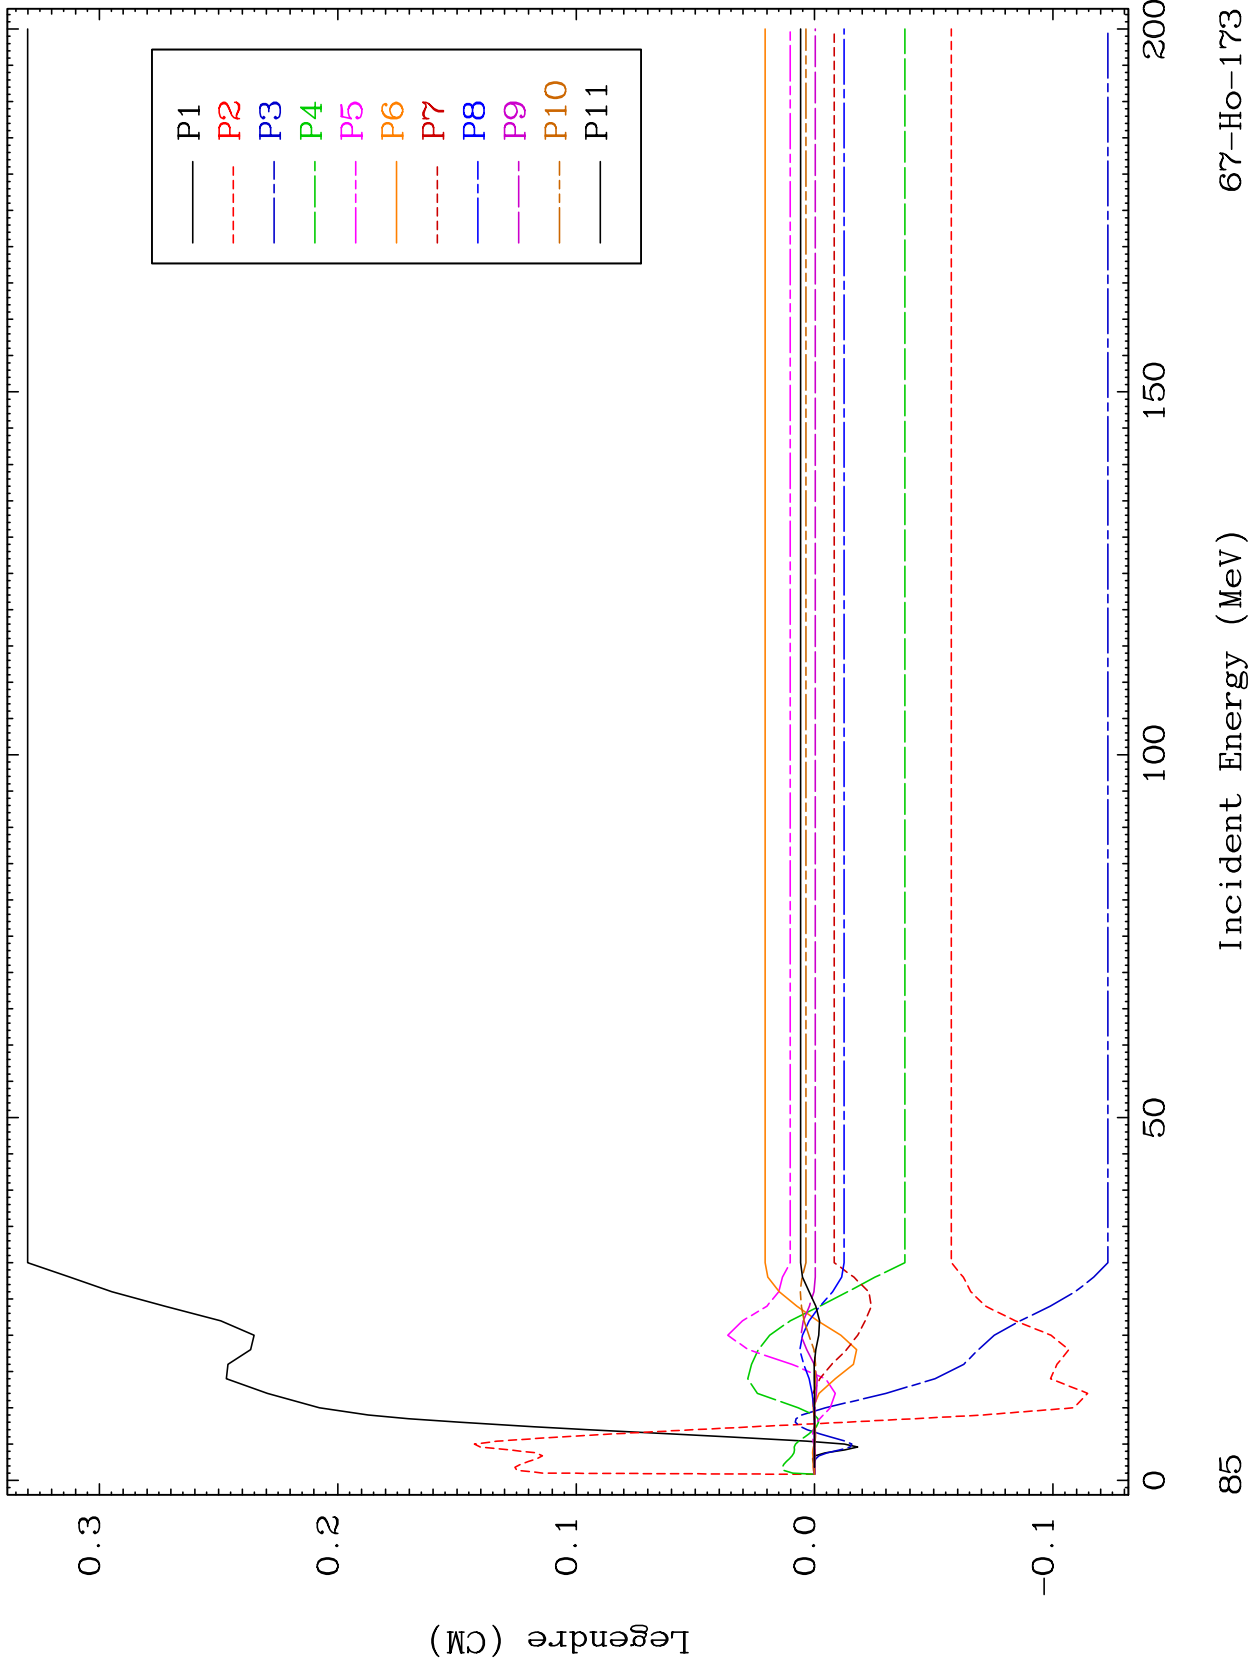 P1
P2
P3
P4
P5
P6
P7
P8
P9
P10
P11
0.3
0.2
0.1
0.0
-0.1
Legendre (CM)
0
50
100
150
200
Incident Energy (MeV)
85
67-Ho-173